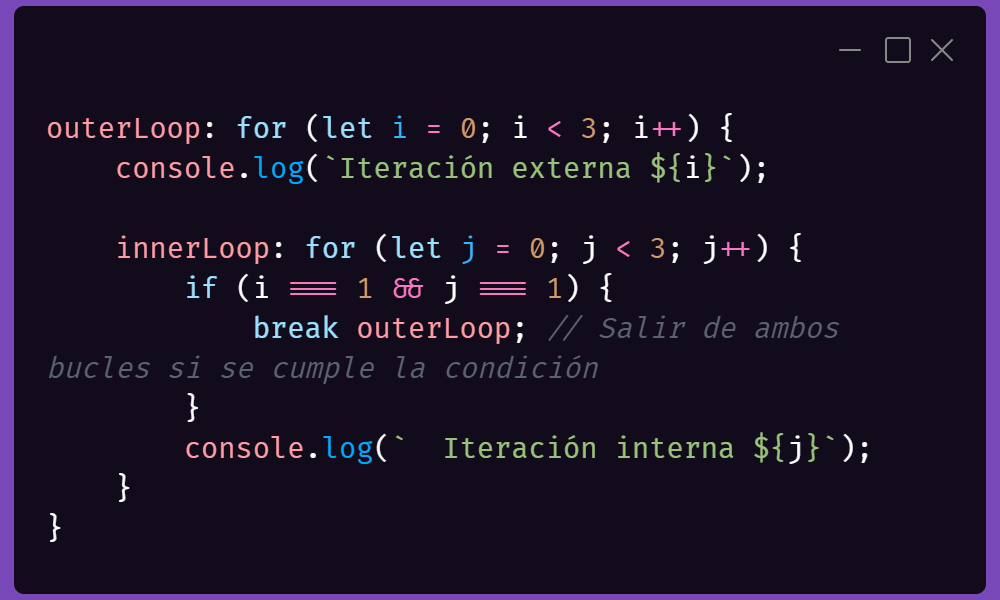 outerLoop: for (let i = 0; i < 3; i++) {
    console.log(`Iteración externa ${i}`);

    innerLoop: for (let j = 0; j < 3; j++) {
        if (i === 1 && j === 1) {
            break outerLoop; // Salir de ambos
bucles si se cumple la condición
        }
        console.log(`  Iteración interna ${j}`);
    }
}